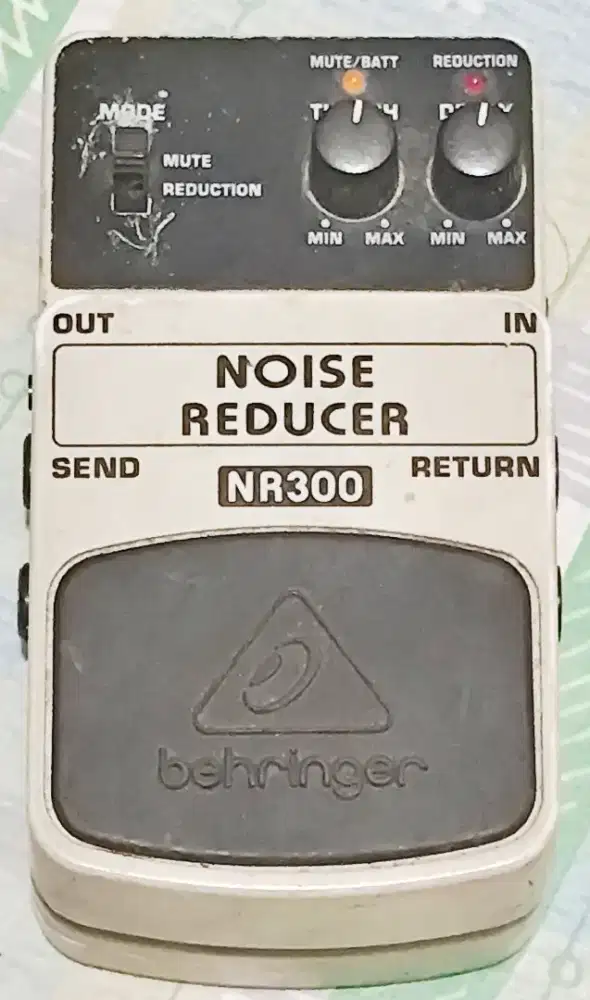 MUTE/BATT REDUCTION
MODE
MUTE
REDUCTION
MIN MAX MIN MAX
OUT IN
NOISE
REDUCER
SEND RETURN
NR300
behringer